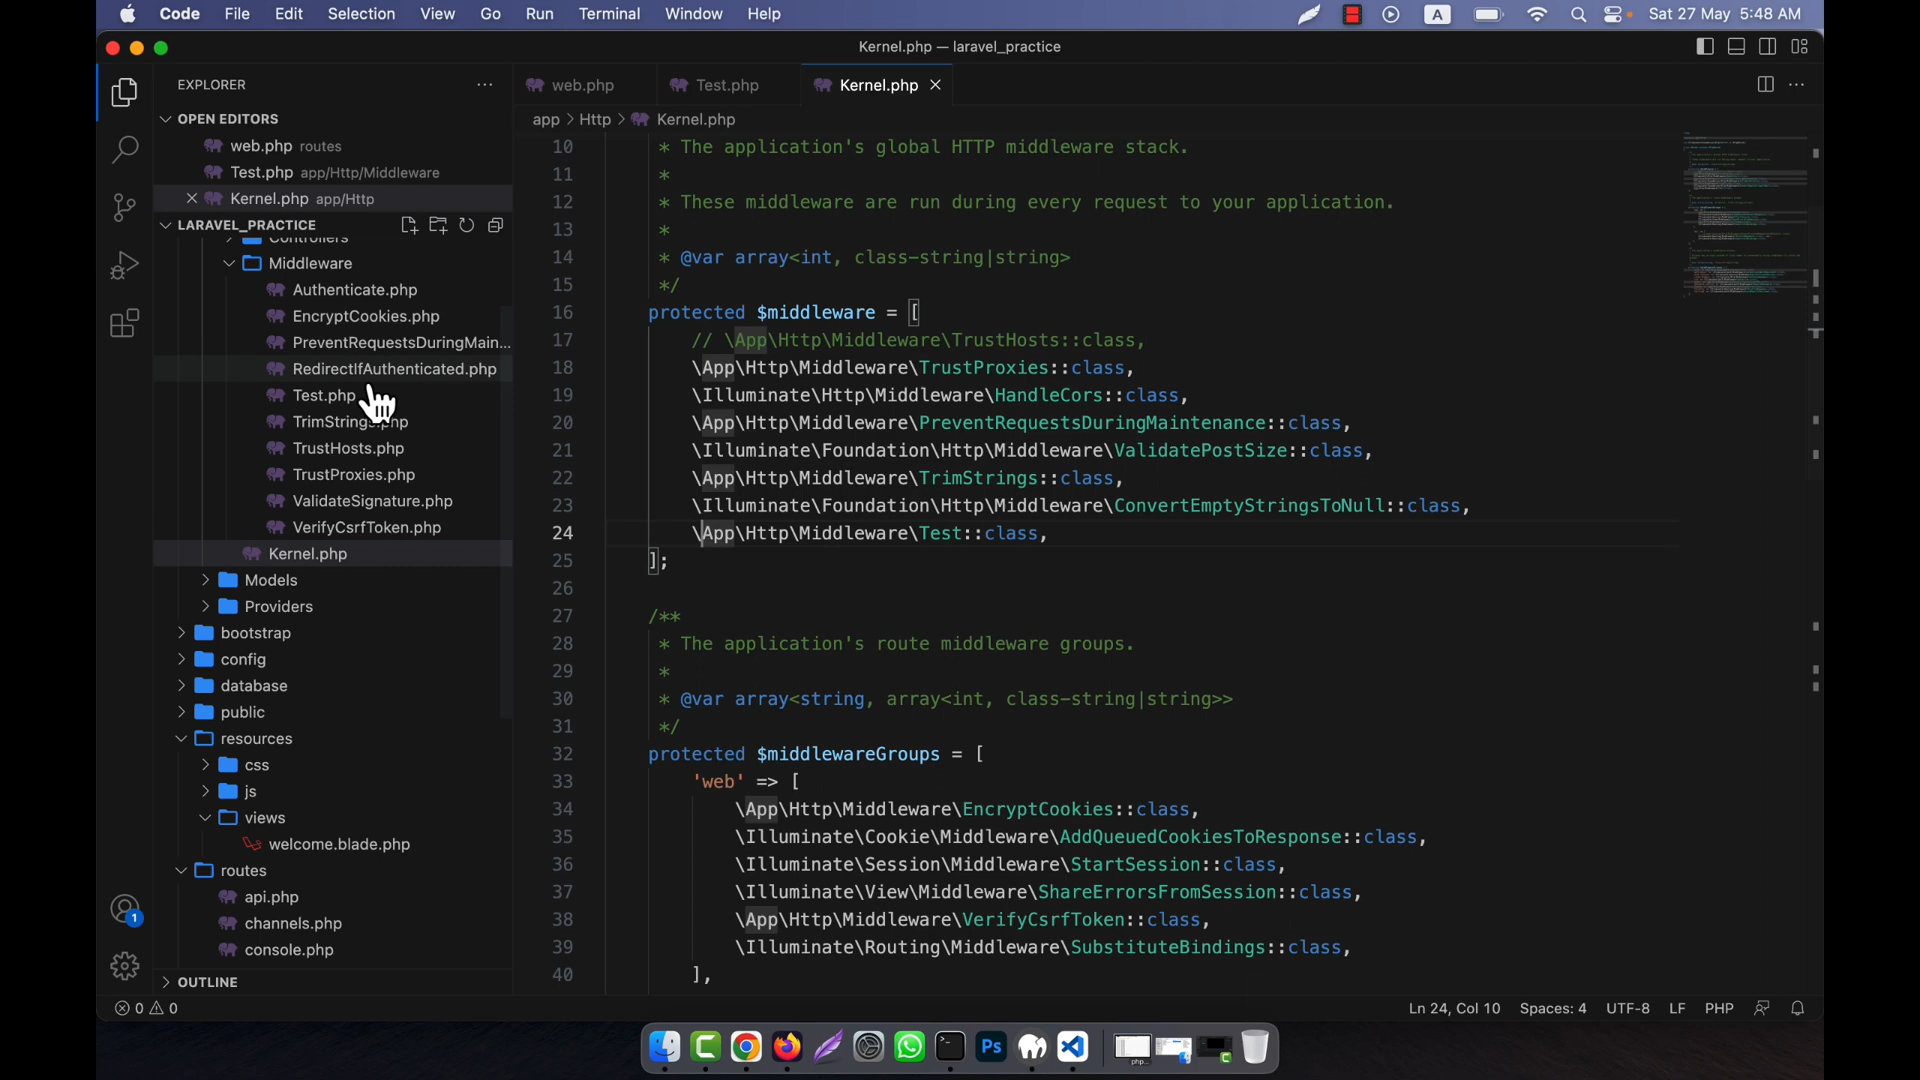 Code File Edit Selection View Go Run Terminal Window Help A Sat 27 May 5:48 AM
Kernel.php — laravel_practice
EXPLORER
OPEN EDITORS
web.php routes
Test.php app/Http/Middleware
Kernel.php app/Http
LARAVEL_PRACTICE
Controllers
Middleware
Authenticate.php
EncryptCookies.php
PreventRequestsDuringMain...
RedirectIfAuthenticated.php
Test.php
TrimStrings.php
TrustHosts.php
TrustProxies.php
ValidateSignature.php
VerifyCsrfToken.php
Kernel.php
Models
Providers
bootstrap
config
database
public
resources
css
js
views
welcome.blade.php
routes
api.php
channels.php
console.php
OUTLINE
web.php Test.php Kernel.php
app > Http > Kernel.php
10 * The application's global HTTP middleware stack.
11 *
12 * These middleware are run during every request to your application.
13 *
14 * @var array<int, class-string|string>
15 */
16 protected $middleware = [
17 // \App\Http\Middleware\TrustHosts::class,
18 \App\Http\Middleware\TrustProxies::class,
19 \Illuminate\Http\Middleware\HandleCors::class,
20 \App\Http\Middleware\PreventRequestsDuringMaintenance::class,
21 \Illuminate\Foundation\Http\Middleware\ValidatePostSize::class,
22 \App\Http\Middleware\TrimStrings::class,
23 \Illuminate\Foundation\Http\Middleware\ConvertEmptyStringsToNull::class,
24 \App\Http\Middleware\Test::class,
25 ];
26
27 /**
28 * The application's route middleware groups.
29 *
30 * @var array<string, array<int, class-string|string>>
31 */
32 protected $middlewareGroups = [
33 'web' => [
34 \App\Http\Middleware\EncryptCookies::class,
35 \Illuminate\Cookie\Middleware\AddQueuedCookiesToResponse::class,
36 \Illuminate\Session\Middleware\StartSession::class,
37 \Illuminate\View\Middleware\ShareErrorsFromSession::class,
38 \App\Http\Middleware\VerifyCsrfToken::class,
39 \Illuminate\Routing\Middleware\SubstituteBindings::class,
40 ],
1
0 0 Ln 24, Col 10 Spaces: 4 UTF-8 LF PHP
Ps
php